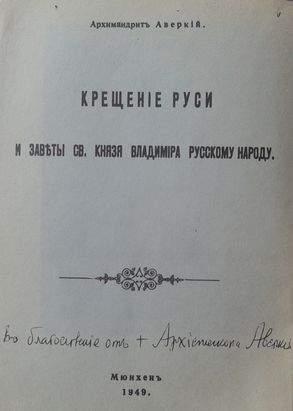 Архимандритъ Аверкій.
КРЕЩЕНІЕ РУСИ
И ЗАВѢТЫ СВ. КНЯЗЯ ВЛАДИМІРА РУССКОМУ НАРОДУ.
Во благословеніе отъ + Архіепископа Аверкія
Мюнхенъ
1949.